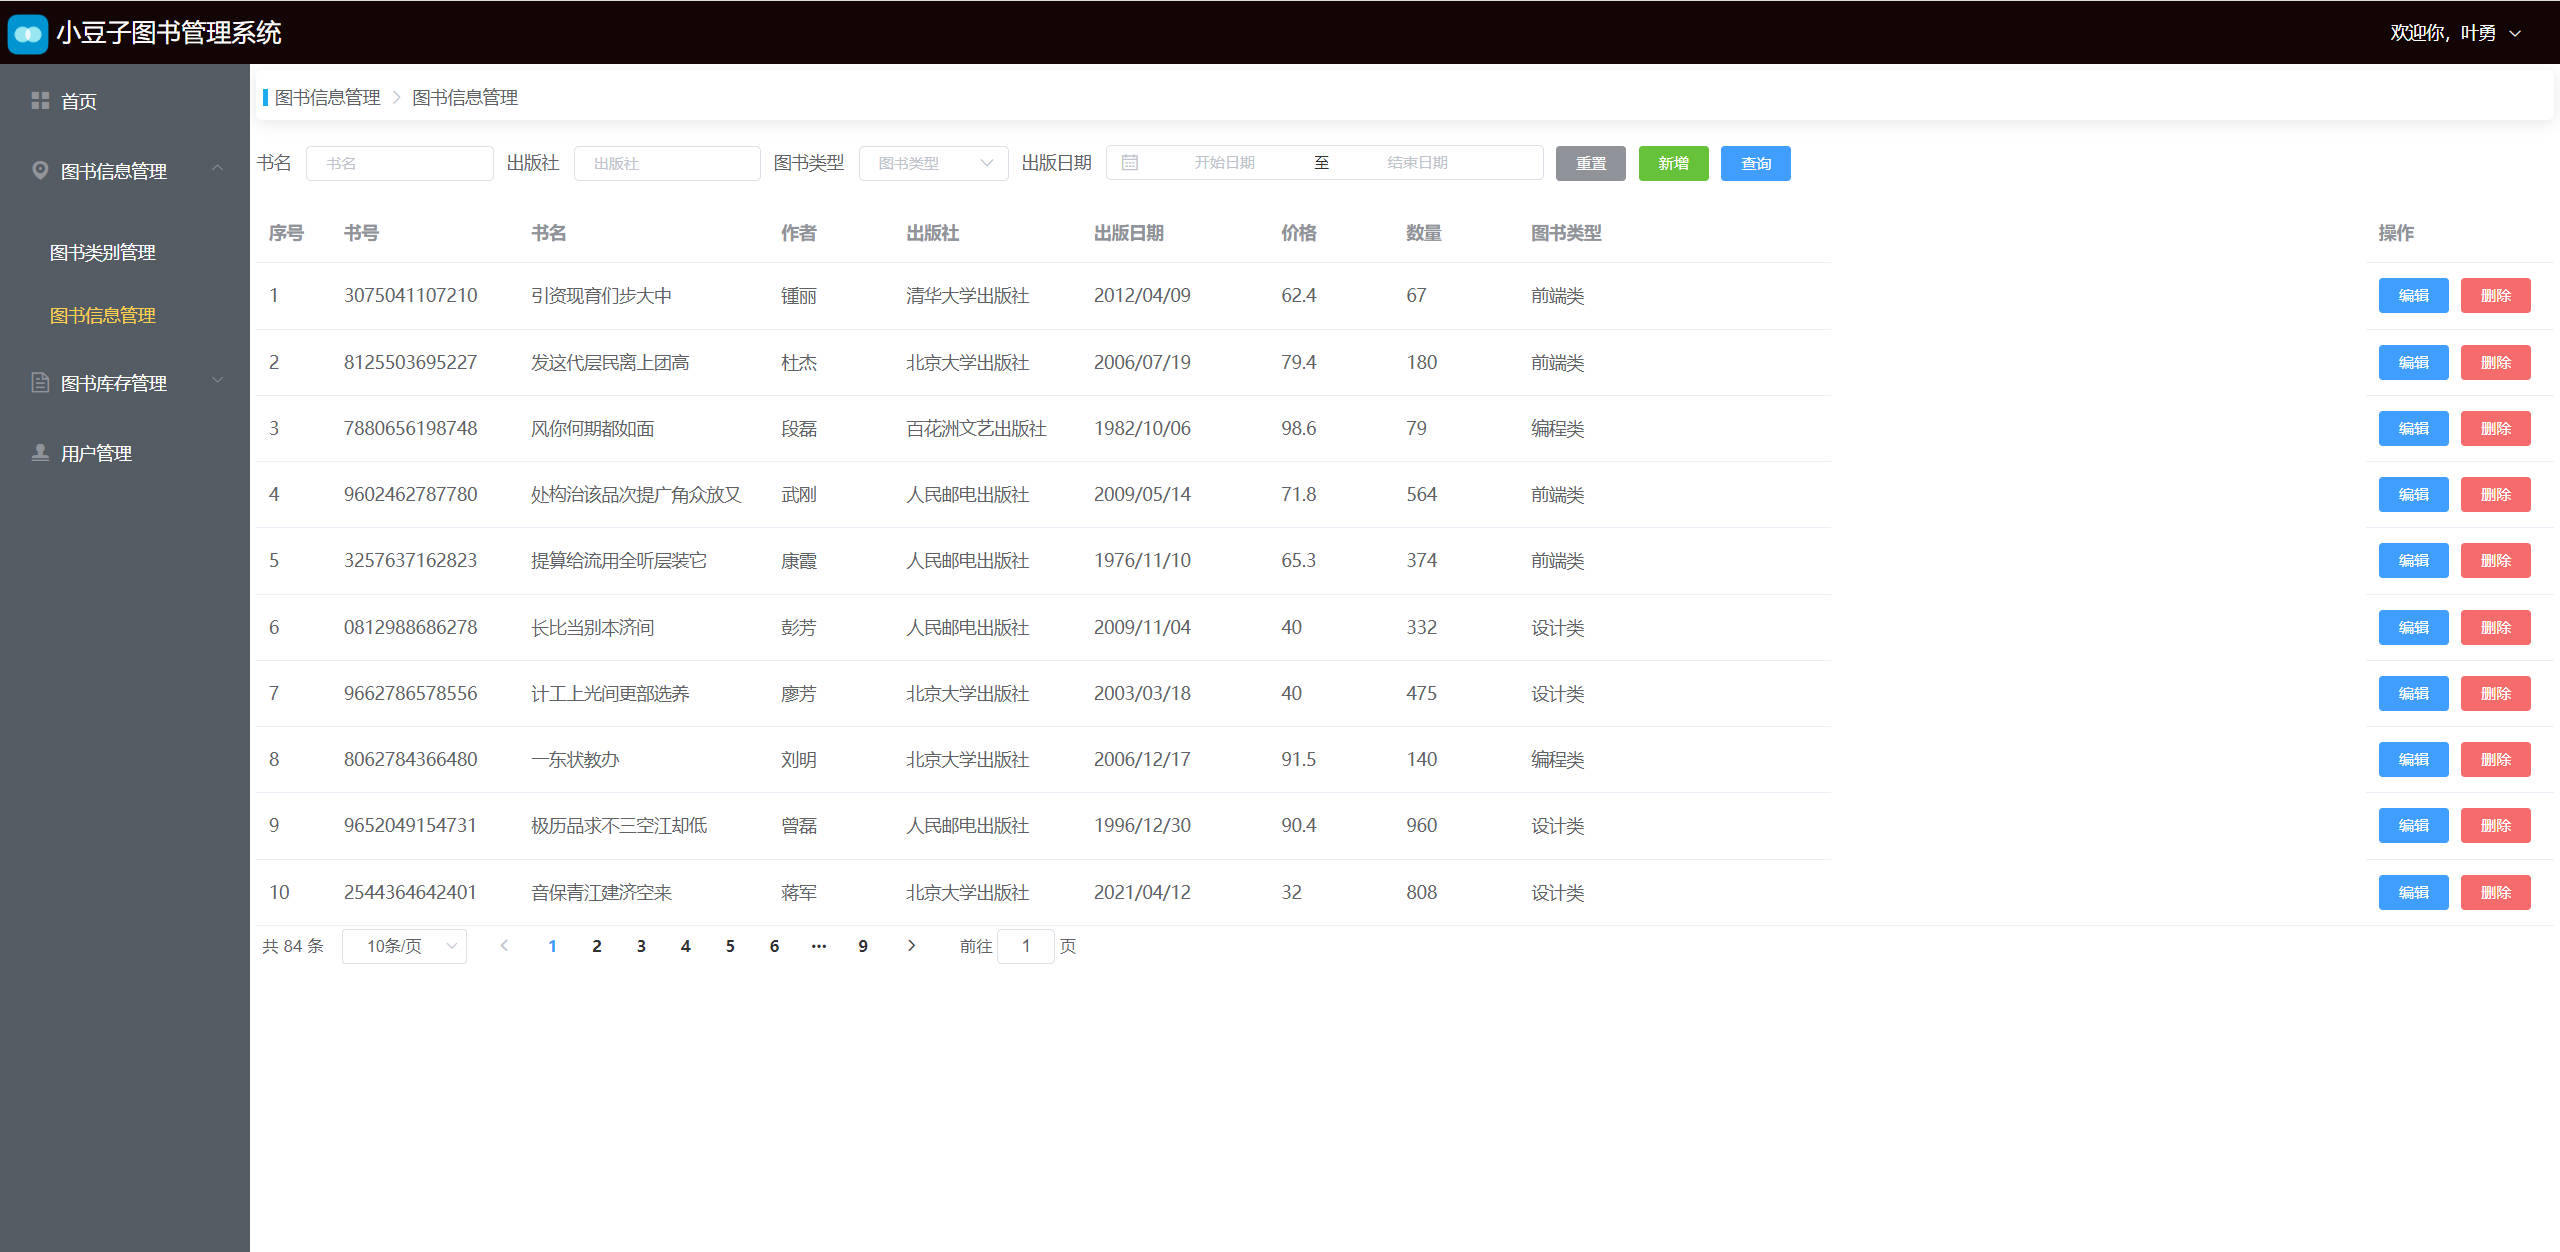 小豆子图书管理系统
欢迎你，叶勇
首页
图书信息管理
图书类别管理
图书信息管理
图书库存管理
用户管理
图书信息管理 > 图书信息管理
书名 书名 出版社 出版社 图书类型 图书类型 出版日期 开始日期 至 结束日期 重置 新增 查询
序号 书号 书名 作者 出版社 出版日期 价格 数量 图书类型 操作
1 3075041107210 引资现育们步大中 锺丽 清华大学出版社 2012/04/09 62.4 67 前端类 编辑 删除
2 8125503695227 发这代层民离上团高 杜杰 北京大学出版社 2006/07/19 79.4 180 前端类 编辑 删除
3 7880656198748 风你何期都如面 段磊 百花洲文艺出版社 1982/10/06 98.6 79 编程类 编辑 删除
4 9602462787780 处构治该品次提广角众放又 武刚 人民邮电出版社 2009/05/14 71.8 564 前端类 编辑 删除
5 3257637162823 提算给流用全听层装它 康霞 人民邮电出版社 1976/11/10 65.3 374 前端类 编辑 删除
6 0812988686278 长比当别本济间 彭芳 人民邮电出版社 2009/11/04 40 332 设计类 编辑 删除
7 9662786578556 计工上光间更部选养 廖芳 北京大学出版社 2003/03/18 40 475 设计类 编辑 删除
8 8062784366480 一东状教办 刘明 北京大学出版社 2006/12/17 91.5 140 编程类 编辑 删除
9 9652049154731 极历品求不三空江却低 曾磊 人民邮电出版社 1996/12/30 90.4 960 设计类 编辑 删除
10 2544364642401 音保青江建济空来 蒋军 北京大学出版社 2021/04/12 32 808 设计类 编辑 删除
共 84 条 10条/页 < 1 2 3 4 5 6 ••• 9 > 前往 1 页